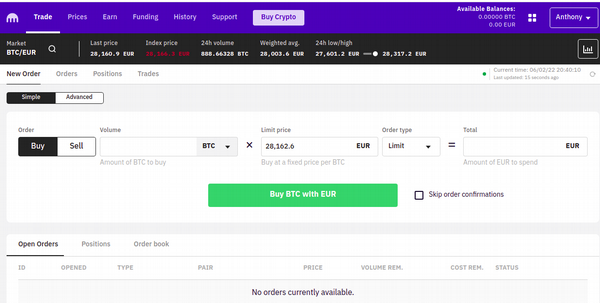 Trade Prices Earn Funding History Support Buy Crypto
Available Balances:
0.00000 BTC
0.00 EUR
Anthony
Market
BTC/EUR
Last price
28,160.9 EUR
Index price
24h volume
888.66328 BTC
Weighted avg.
28,003.6 EUR
24h low/high
27,601.2 EUR 28,317.2 EUR
New Order Orders Positions Trades
Current time: 06/02/22 20:40:10
Last updated: 15 seconds ago
Simple Advanced
Order Volume Limit price Order type Total
Buy Sell BTC × 28,162.6 EUR Limit = EUR
Amount of BTC to buy Buy at a fixed price per BTC Amount of EUR to spend
Buy BTC with EUR Skip order confirmations
Open Orders Positions Order book
ID OPENED TYPE PAIR PRICE VOLUME REM. COST REM. STATUS
No orders currently available.